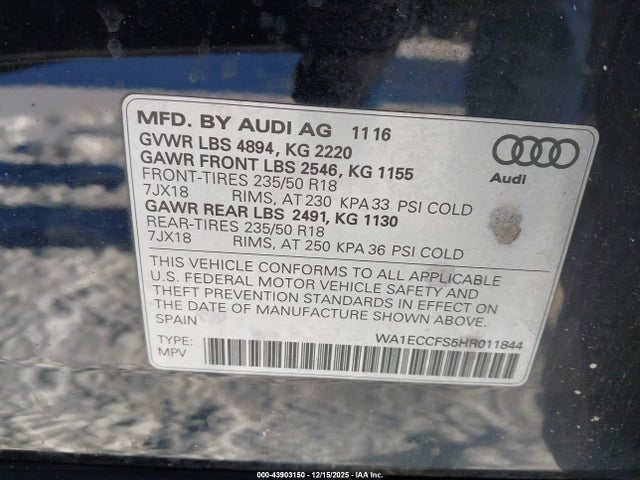 MFD. BY AUDI AG 1116
GVWR LBS 4894, KG 2220
GAWR FRONT LBS 2546, KG 1155
FRONT-TIRES 235/50 R18
7JX18 RIMS, AT 230 KPA 33 PSI COLD
GAWR REAR LBS 2491, KG 1130
REAR-TIRES 235/50 R18
7JX18 RIMS, AT 250 KPA 36 PSI COLD
Audi
THIS VEHICLE CONFORMS TO ALL APPLICABLE
U.S. FEDERAL MOTOR VEHICLE SAFETY AND
THEFT PREVENTION STANDARDS IN EFFECT ON
THE DATE OF MANUFACTURE SHOWN ABOVE.
SPAIN
WA1ECCFS5HR011844
TYPE:
MPV
000-43903150 - 12/15/2025 - IAA Inc.